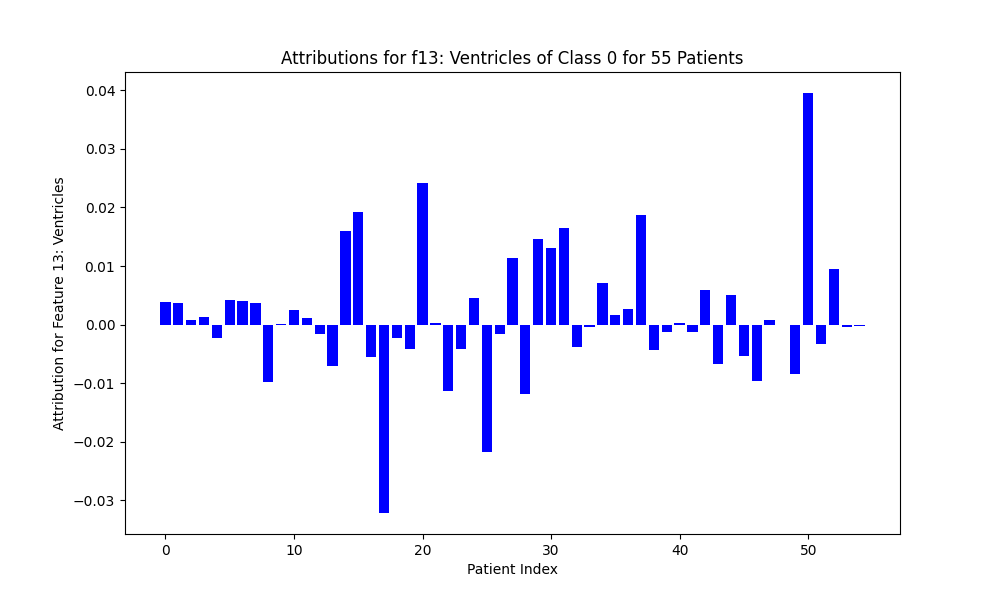 Attributions for f13: Ventricles of Class 0 for 55 Patients
Attribution for Feature 13: Ventricles
0.04
0.03
0.02
0.01
0.00
−0.01
−0.02
−0.03
0 10 20 30 40 50
Patient Index